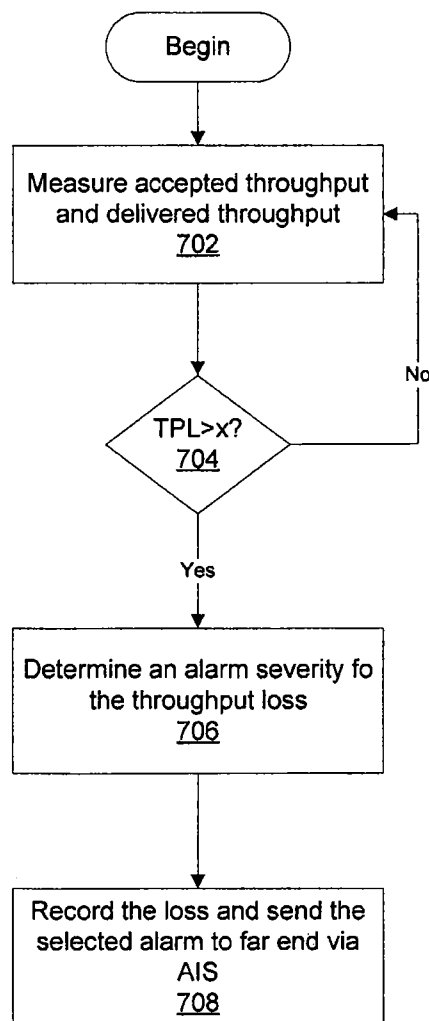 Begin
Measure accepted throughput
and delivered throughput
702
No
TPL>x?
704
Yes
Determine an alarm severity fo
the throughput loss
706
Record the loss and send the
selected alarm to far end via
AIS
708